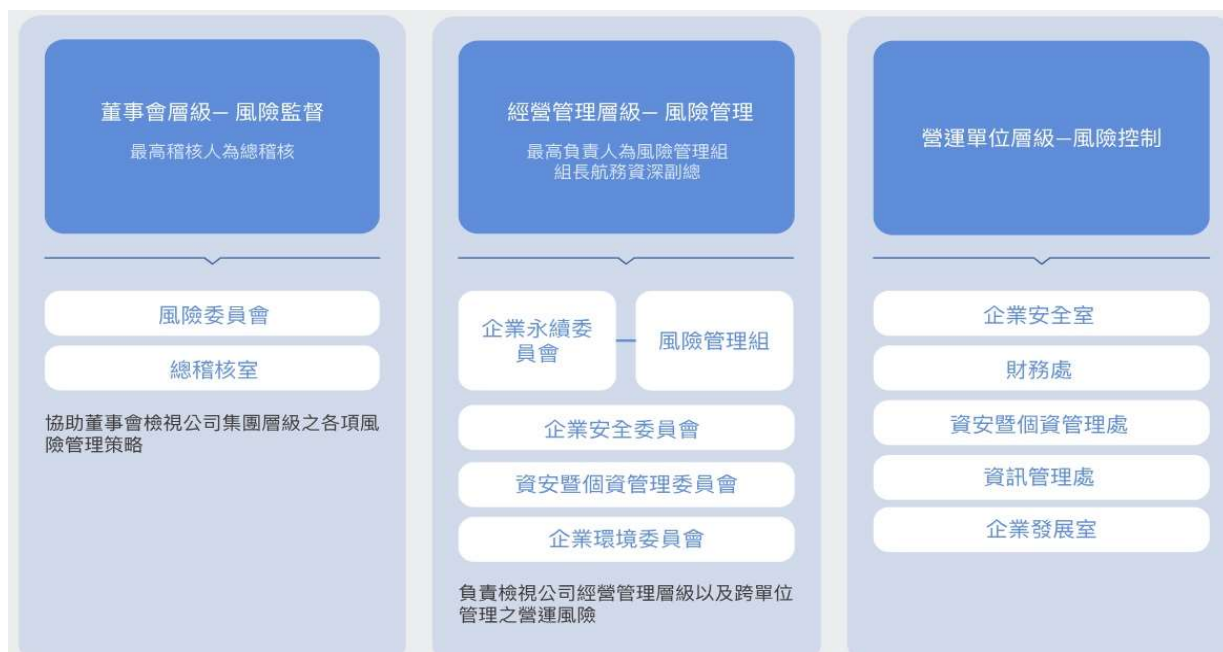 董事會層級— 風險監督
最高稽核人為總稽核
風險委員會
總稽核室
協助董事會檢視公司集團層級之各項風
險管理策略
經營管理層級— 風險管理
最高負責人為風險管理組
組長航務資深副總
企業永續委
員會
風險管理組
企業安全委員會
資安暨個資管理委員會
企業環境委員會
負責檢視公司經營管理層級以及跨單位
管理之營運風險
營運單位層級—風險控制
企業安全室
財務處
資安暨個資管理處
資訊管理處
企業發展室